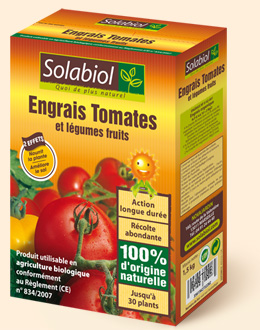 Solabiol
Quoi de plus naturel
Engrais Tomates
et légumes fruits
2 EFFETS
Nourrit
la plante
Améliore
le sol
Action
longue durée
Récolte
abondante
100%
d'origine
naturelle
Jusqu'à
30 plants
Produit utilisable en
agriculture biologique
conformément
au Règlement (CE)
n° 834/2007
1,5 kg